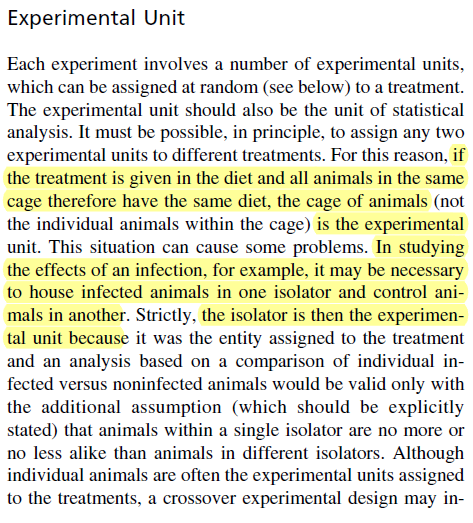 Experimental Unit
Each experiment involves a number of experimental units,
which can be assigned at random (see below) to a treatment.
The experimental unit should also be the unit of statistical
analysis. It must be possible, in principle, to assign any two
experimental units to different treatments. For this reason, if
the treatment is given in the diet and all animals in the same
cage therefore have the same diet, the cage of animals (not
the individual animals within the cage) is the experimental
unit. This situation can cause some problems. In studying
the effects of an infection, for example, it may be necessary
to house infected animals in one isolator and control ani-
mals in another. Strictly, the isolator is then the experimen-
tal unit because it was the entity assigned to the treatment
and an analysis based on a comparison of individual in-
fected versus noninfected animals would be valid only with
the additional assumption (which should be explicitly
stated) that animals within a single isolator are no more or
no less alike than animals in different isolators. Although
individual animals are often the experimental units assigned
to the treatments, a crossover experimental design may in-